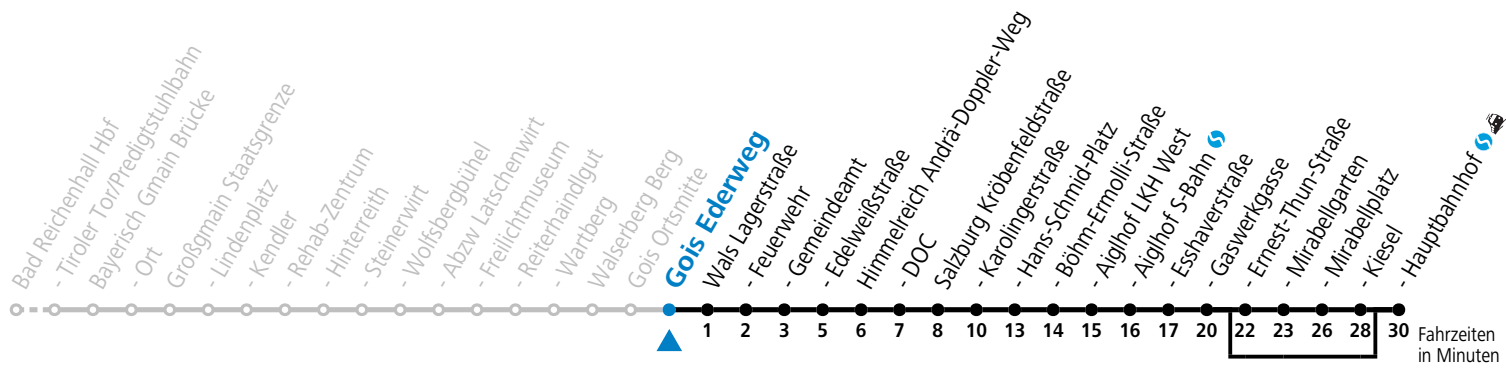 Bad Reichenhall Hbf
- Tiroler Tor/Predigtstuhlbahn
Bayerisch Gmain Brücke
- Ort
Großgmain Staatsgrenze
- Lindenplatz
- Kendler
- Rehab-Zentrum
- Hinterreith
- Steinerwirt
- Wolfsbergbühel
- Abzw Latschenwirt
- Freilichtmuseum
- Reiterhaindlgut
- Wartberg
Walserberg Berg
Gois Ortsmitte
Gois Ederweg
Wals Lagerstraße
- Feuerwehr
- Gemeindeamt
- Edelweißstraße
Himmelreich Andrä-Doppler-Weg
- DOC
Salzburg Kröbenfeldstraße
- Karolingerstraße
- Hans-Schmid-Platz
- Böhm-Ermolli-Straße
- Aiglhof LKH West
- Aiglhof S-Bahn
- Esshaverstraße
- Gaswerkgasse
- Ernest-Thun-Straße
- Mirabellgarten
- Mirabellplatz
- Kiesel
- Hauptbahnhof
1 2 3 5 6 7 8 10 13 14 15 16 17 20 22 23 26 28 30
Fahrzeiten
in Minuten